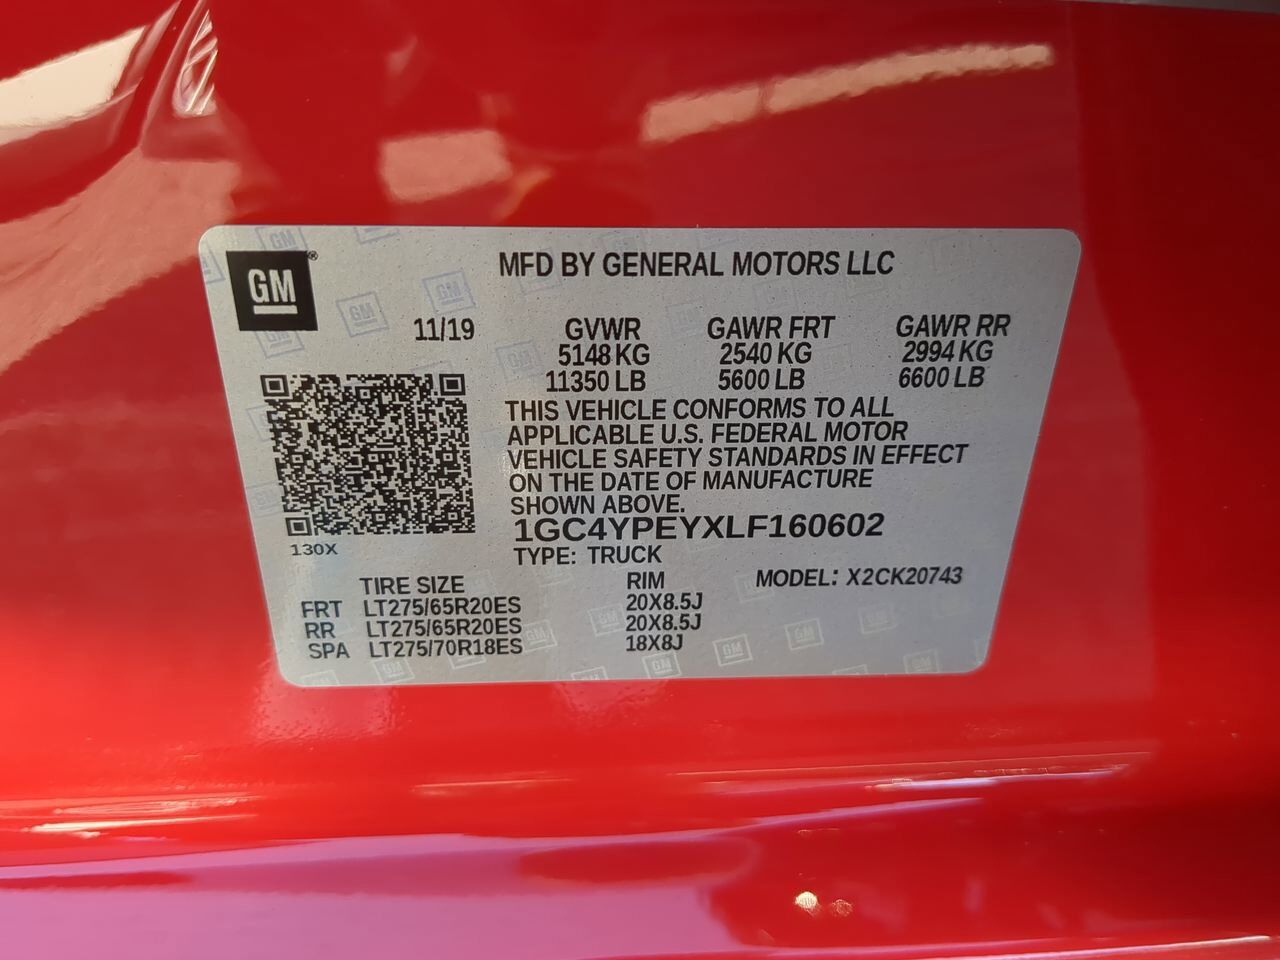 GM®
MFD BY GENERAL MOTORS LLC
11/19 GVWR GAWR FRT GAWR RR
5148 KG 2540 KG 2994 KG
11350 LB 5600 LB 6600 LB
THIS VEHICLE CONFORMS TO ALL
APPLICABLE U.S. FEDERAL MOTOR
VEHICLE SAFETY STANDARDS IN EFFECT
ON THE DATE OF MANUFACTURE
SHOWN ABOVE.
1GC4YPEYXLF160602
130X
TYPE: TRUCK
TIRE SIZE RIM MODEL: X2CK20743
FRT LT275/65R20ES 20X8.5J
RR LT275/65R20ES 20X8.5J
SPA LT275/70R18ES 18X8J